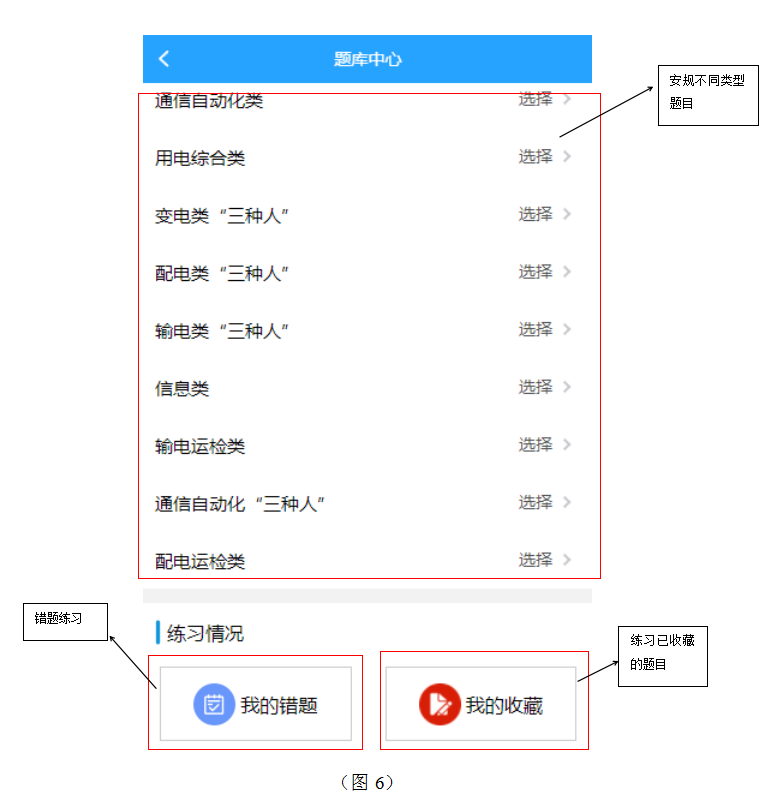 题库中心
安规不同类型
题目
通信自动化类 选择
用电综合类 选择
变电类“三种人” 选择
配电类“三种人” 选择
输电类“三种人” 选择
信息类 选择
输电运检类 选择
通信自动化“三种人” 选择
配电运检类 选择
错题练习
练习情况
练习已收藏
的题目
我的错题 我的收藏
（图 6）